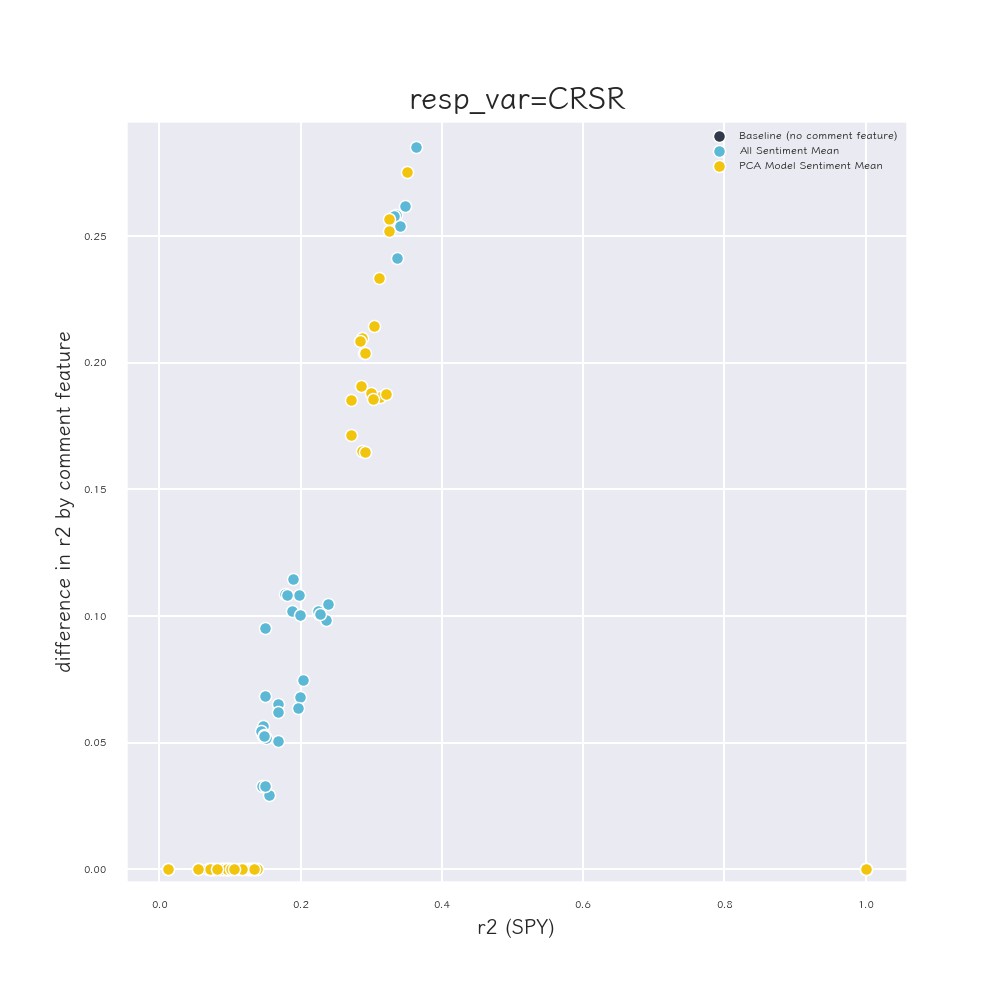 resp_var=CRSR
Baseline (no comment feature)
All Sentiment Mean
PCA Model Sentiment Mean
difference in r2 by comment feature
0.25
0.20
0.15
0.10
0.05
0.00
0.0 0.2 0.4 0.6 0.8 1.0
r2 (SPY)